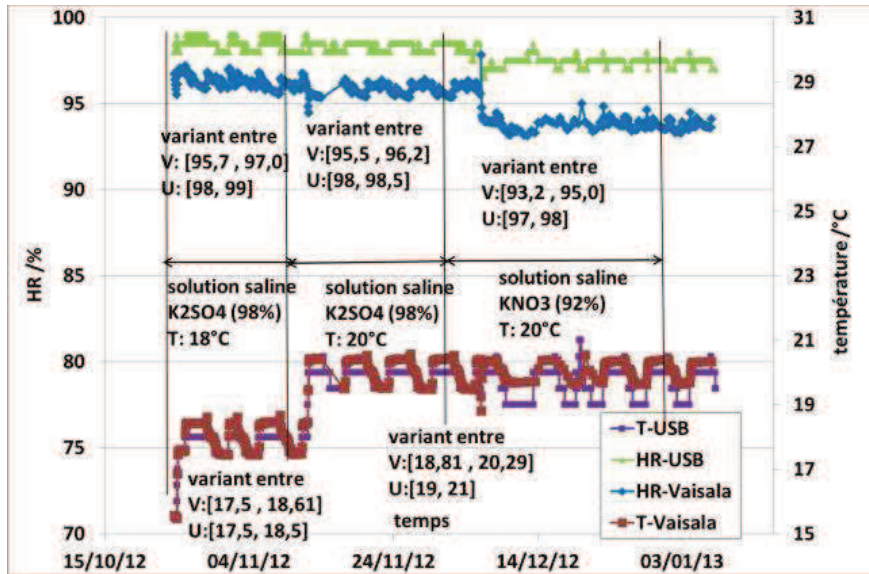 100
95
90
85
80
75
70
HR /%
31
29
27
25
23
21
19
17
15
température /°C
variant entre
V: [95,7 , 97,0]
U: [98, 99]
variant entre
V:[95,5 , 96,2]
U: [98, 98,5]
variant entre
V:[93,2 , 95,0]
U:[97, 98]
solution saline
K2SO4 (98%)
T: 18°C
solution saline
K2SO4 (98%)
T: 20°C
solution saline
KNO3 (92%)
T: 20°C
variant entre
V:[17,5 , 18,61]
U:[17,5, 18,5]
variant entre
V:[18,81 , 20,29]
U:[19, 21]
temps
T-USB
HR-USB
HR-Vaisala
T-Vaisala
15/10/12
04/11/12
24/11/12
14/12/12
03/01/13